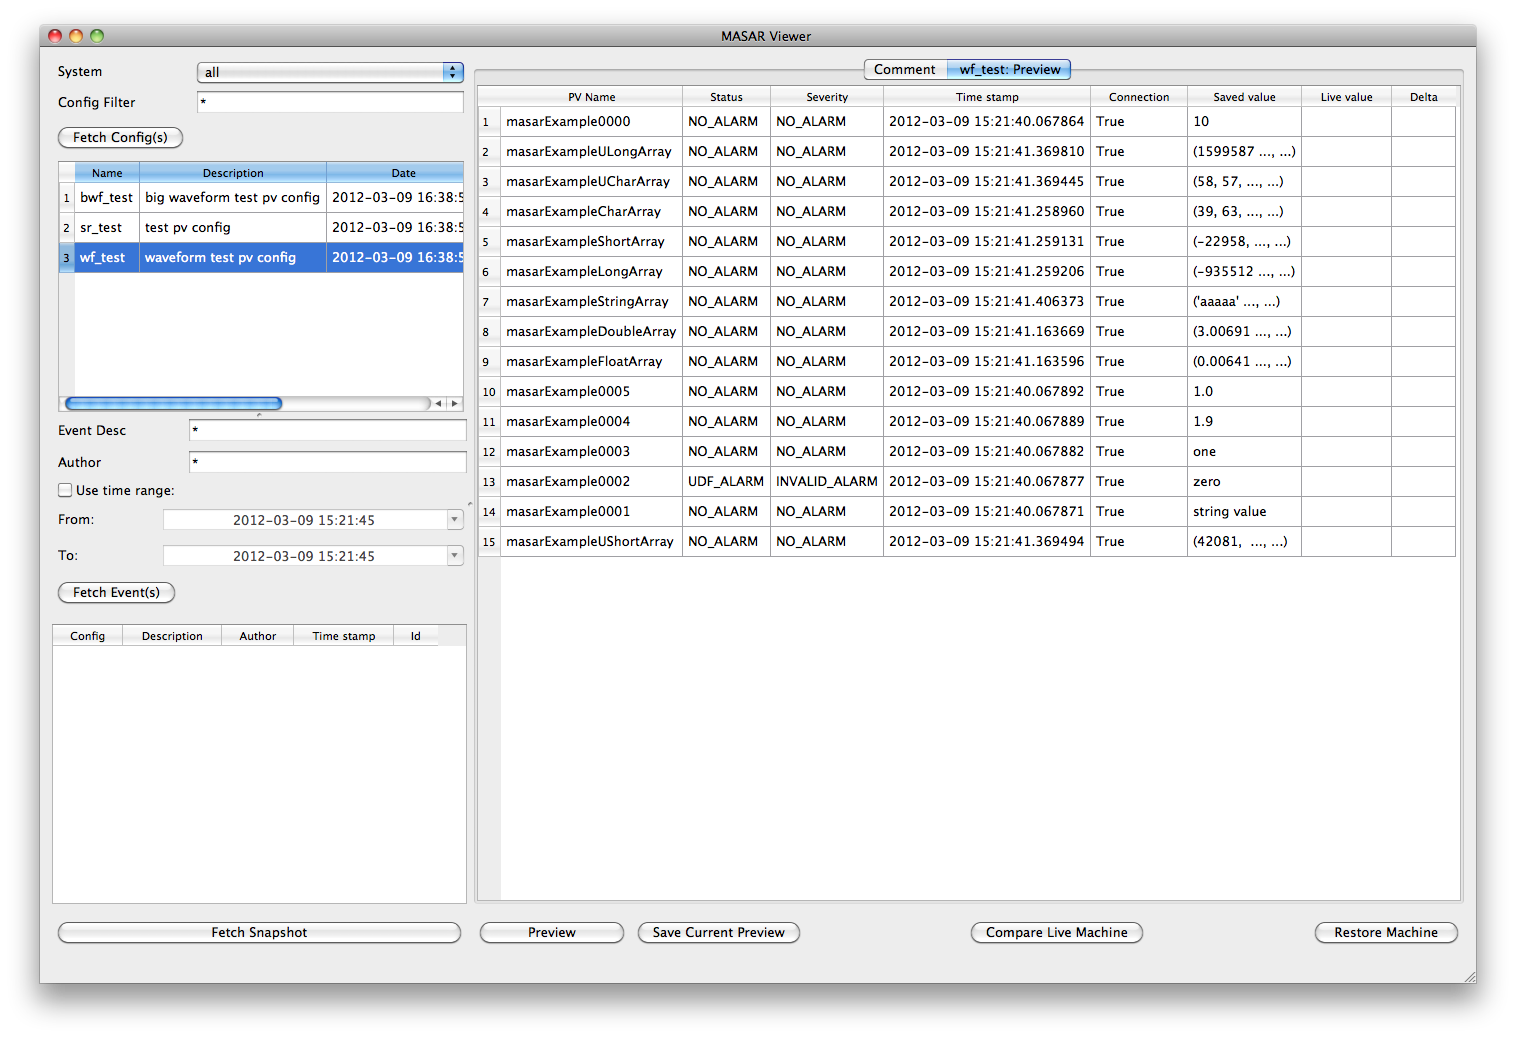 MASAR Viewer
System
all
Config Filter
*
Fetch Config(s)
Name Description Date
1 bwf_test big waveform test pv config 2012-03-09 16:38:5
2 sr_test test pv config 2012-03-09 16:38:5
3 wf_test waveform test pv config 2012-03-09 16:38:5
Event Desc
*
Author
*
Use time range:
From:
2012-03-09 15:21:45
To:
2012-03-09 15:21:45
Fetch Event(s)
Config Description Author Time stamp Id
Fetch Snapshot
Comment wf_test: Preview
PV Name Status Severity Time stamp Connection Saved value Live value Delta
1 masarExample0000 NO_ALARM NO_ALARM 2012-03-09 15:21:40.067864 True 10
2 masarExampleULongArray NO_ALARM NO_ALARM 2012-03-09 15:21:41.369810 True (1599587 ..., ...)
3 masarExampleUCharArray NO_ALARM NO_ALARM 2012-03-09 15:21:41.369445 True (58, 57, ..., ...)
4 masarExampleCharArray NO_ALARM NO_ALARM 2012-03-09 15:21:41.258960 True (39, 63, ..., ...)
5 masarExampleShortArray NO_ALARM NO_ALARM 2012-03-09 15:21:41.259131 True (-22958, ..., ...)
6 masarExampleLongArray NO_ALARM NO_ALARM 2012-03-09 15:21:41.259206 True (-935512 ..., ...)
7 masarExampleStringArray NO_ALARM NO_ALARM 2012-03-09 15:21:41.406373 True ('aaaaa' ..., ...)
8 masarExampleDoubleArray NO_ALARM NO_ALARM 2012-03-09 15:21:41.163669 True (3.00691 ..., ...)
9 masarExampleFloatArray NO_ALARM NO_ALARM 2012-03-09 15:21:41.163596 True (0.00641 ..., ...)
10 masarExample0005 NO_ALARM NO_ALARM 2012-03-09 15:21:40.067892 True 1.0
11 masarExample0004 NO_ALARM NO_ALARM 2012-03-09 15:21:40.067889 True 1.9
12 masarExample0003 NO_ALARM NO_ALARM 2012-03-09 15:21:40.067882 True one
13 masarExample0002 UDF_ALARM INVALID_ALARM 2012-03-09 15:21:40.067877 True zero
14 masarExample0001 NO_ALARM NO_ALARM 2012-03-09 15:21:40.067871 True string value
15 masarExampleUShortArray NO_ALARM NO_ALARM 2012-03-09 15:21:41.369494 True (42081, ..., ...)
Preview
Save Current Preview
Compare Live Machine
Restore Machine